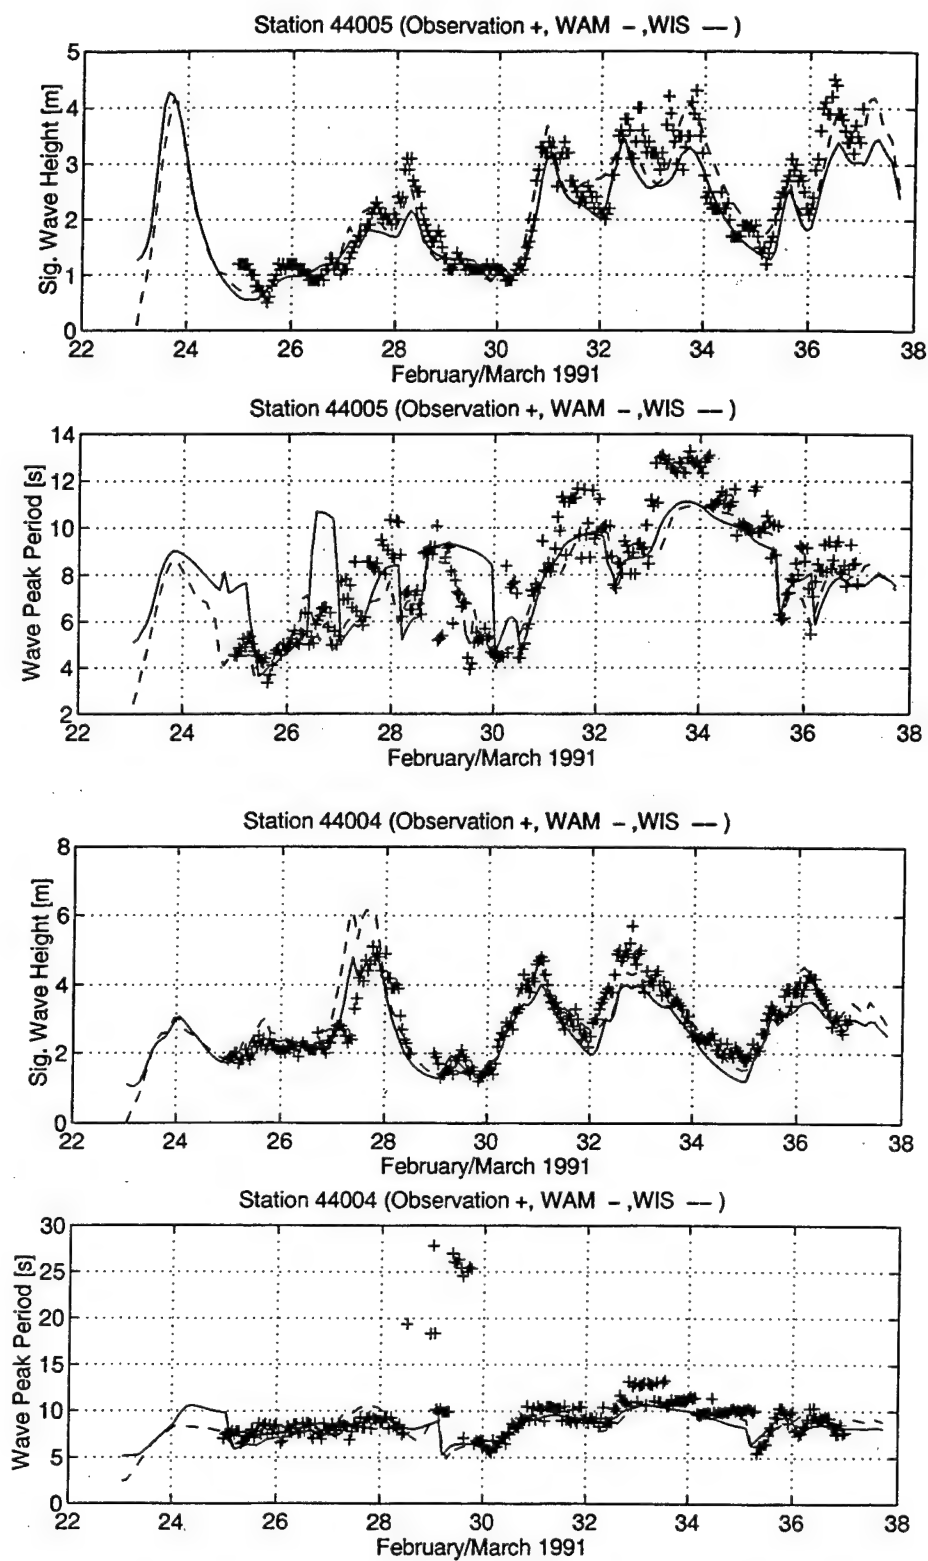 Station 44005 (Observation +, WAM - ,WIS -- )
Sig. Wave Height [m]
5
4
3
2
1
0
22 24 26 28 30 32 34 36 38
February/March 1991
Station 44005 (Observation +, WAM - ,WIS -- )
Wave Peak Period [s]
14
12
10
8
6
4
2
22 24 26 28 30 32 34 36 38
February/March 1991
Station 44004 (Observation +, WAM - ,WIS -- )
Sig. Wave Height [m]
8
6
4
2
0
22 24 26 28 30 32 34 36 38
February/March 1991
Station 44004 (Observation +, WAM - ,WIS -- )
Wave Peak Period [s]
30
25
20
15
10
5
0
22 24 26 28 30 32 34 36 38
February/March 1991